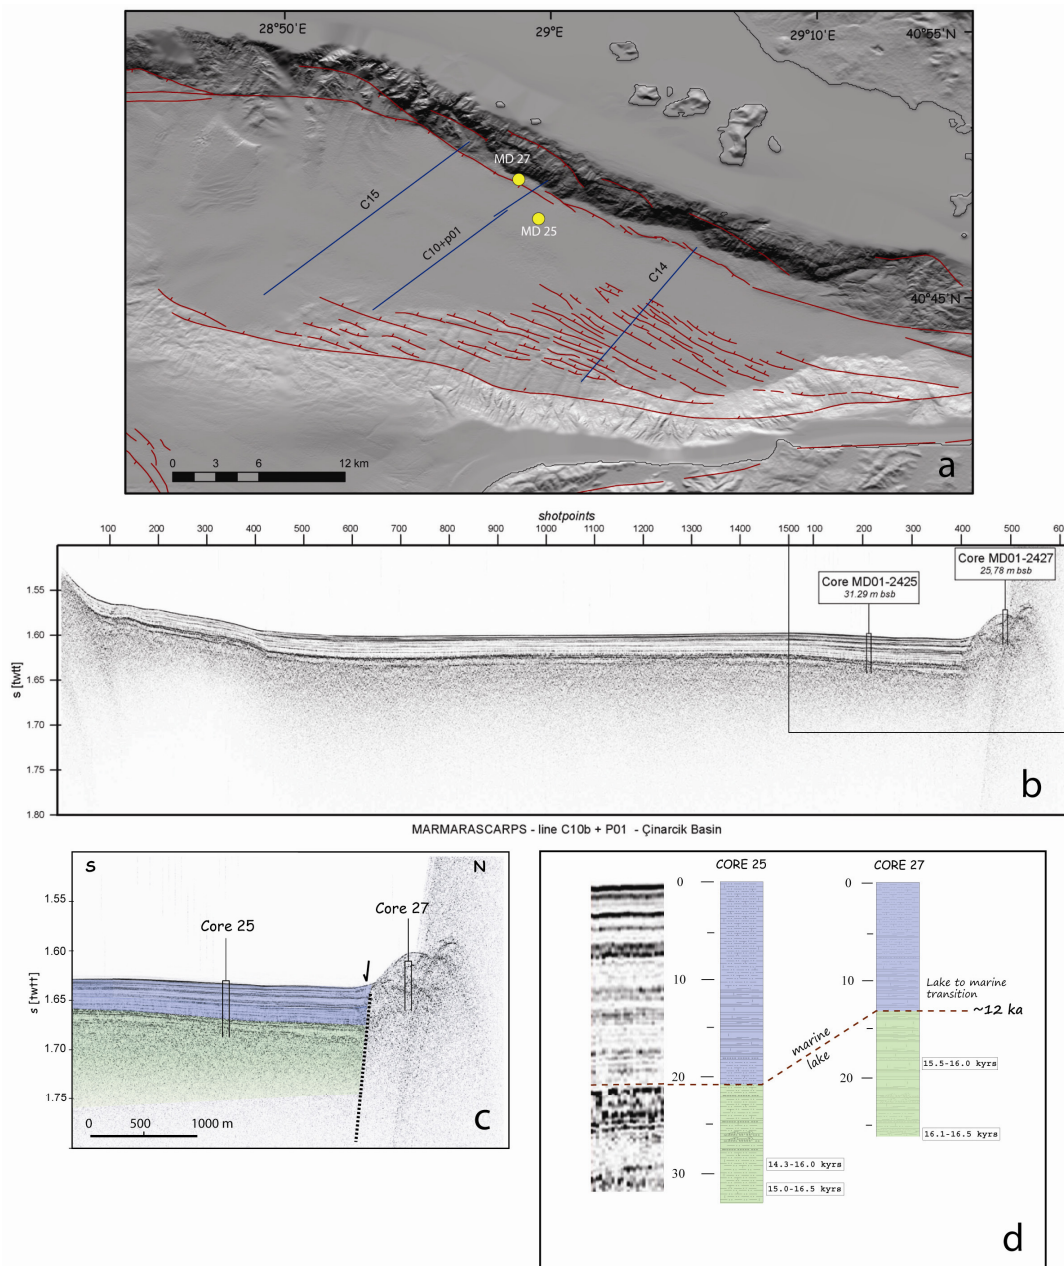 28°50'E
29°E
29°10'E
40°55'N
MD 27
C15
MD 25
C10+p01
C14
40°45'N
0 3 6 12 km
a
shotpoints
100 200 300 400 500 600 700 800 900 1000 1100 1200 1300 1400 1500 100 200 300 400 500 600
Core MD01-2427
25,78 m bsb
Core MD01-2425
31.29 m bsb
1.55
1.60
1.65
1.70
1.75
1.80
s [twtt]
b
MARMARASCARPS - line C10b + P01 - Çinarcik Basin
S N
1.55
Core 27
Core 25
1.60
1.65
1.70
1.75
s [twtt]
0 500 1000 m
c
CORE 25 CORE 27
0 0
10 10
Lake to marine
transition
~12 ka
marine
lake
15.5-16.0 kyrs
20 20
16.1-16.5 kyrs
14.3-16.0 kyrs
30
15.0-16.5 kyrs
d